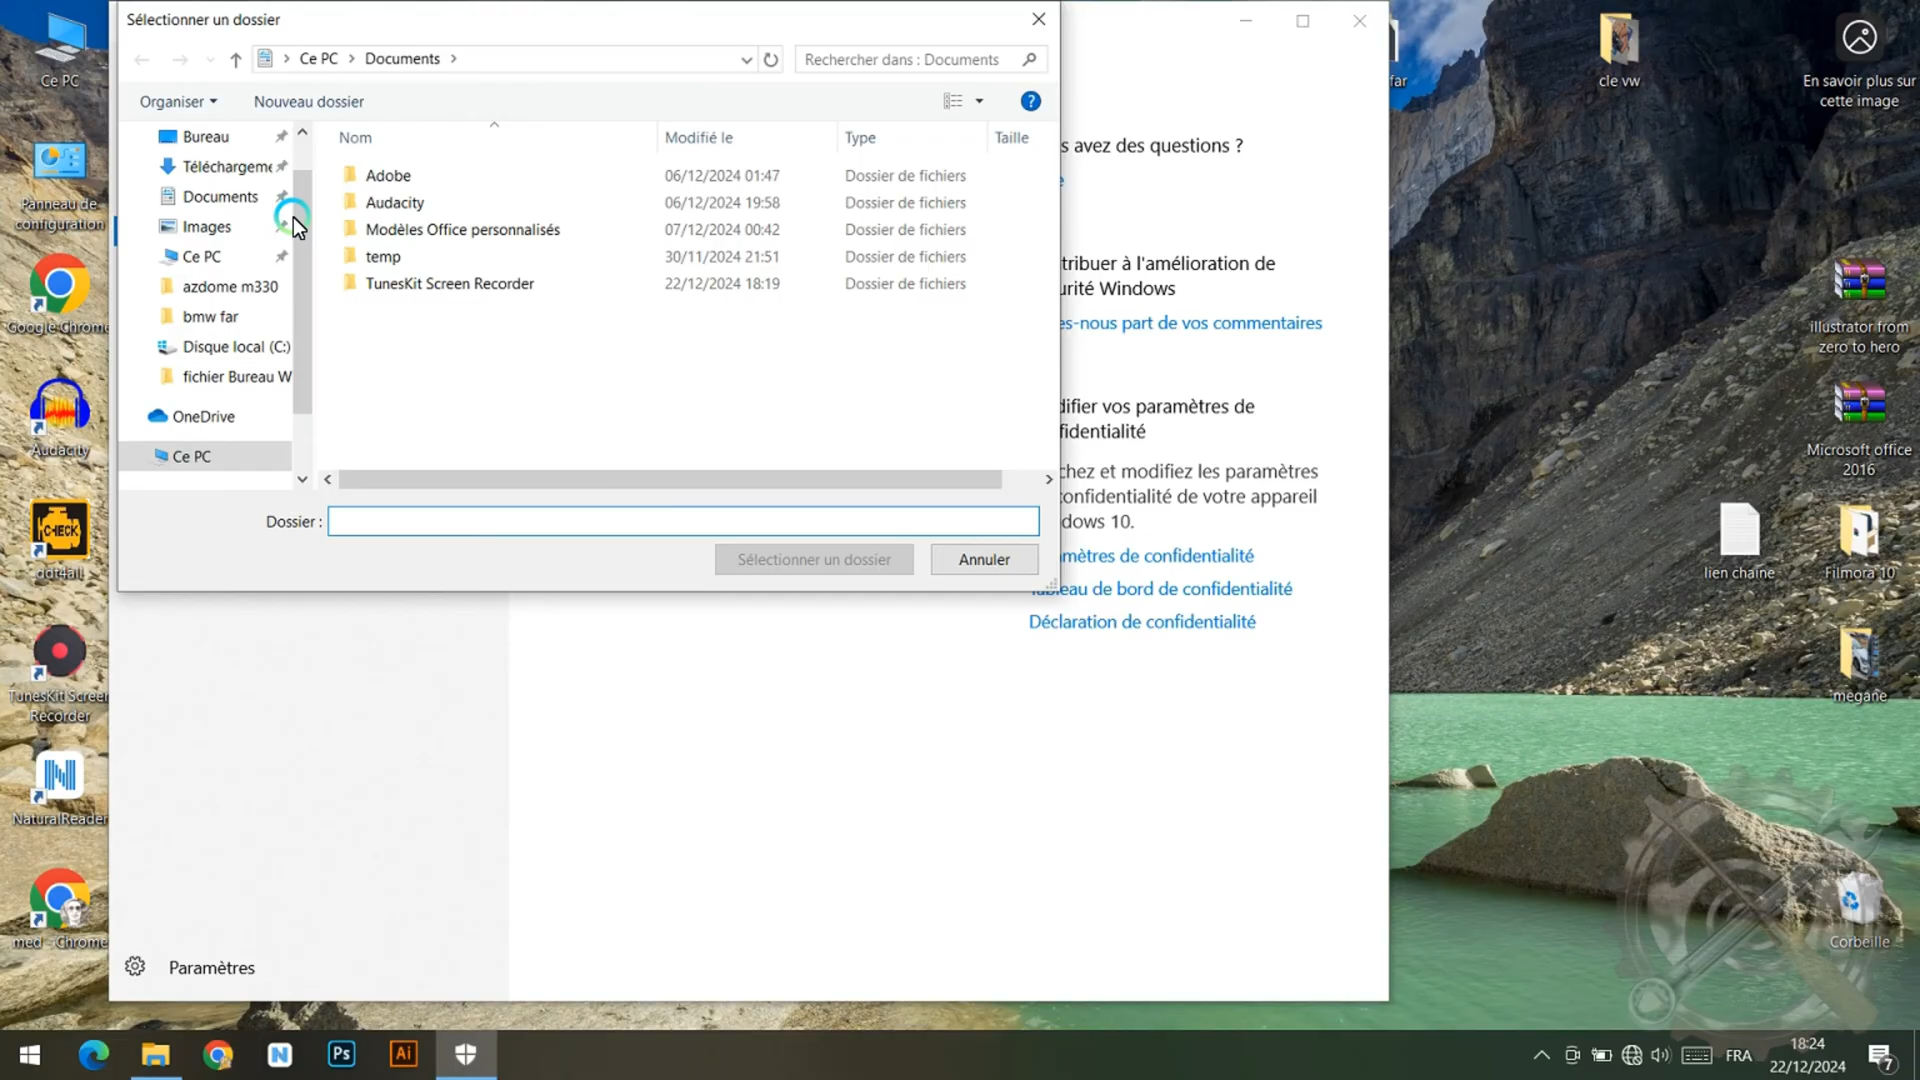 Sélectionner un dossier
Ce PC
Documents
Rechercher dans : Documents
Organiser
Nouveau dossier
Bureau
Téléchargeme
Documents
Images
Ce PC
azdome m330
bmw far
Disque local (C:)
fichier Bureau W
OneDrive
Ce PC
Nom
Modifié le
Type
Taille
Adobe
06/12/2024 01:47
Dossier de fichiers
Audacity
06/12/2024 19:58
Dossier de fichiers
Modèles Office personnalisés
07/12/2024 00:42
Dossier de fichiers
temp
30/11/2024 21:51
Dossier de fichiers
TunesKit Screen Recorder
22/12/2024 18:19
Dossier de fichiers
Dossier :
Sélectionner un dossier
Annuler
s avez des questions ?
e
tribuer à l'amélioration de
urité Windows
es-nous part de vos commentaires
difier vos paramètres de
fidentialité
chez et modifiez les paramètres
onfidentialité de votre appareil
dows 10.
amètres de confidentialité
Tableau de bord de confidentialité
Déclaration de confidentialité
Paramètres
Ce PC
Panneau de
configuration
Google Chrome
Audacity
CHECK
ddt4all
TunesKit Screen
Recorder
NaturalReader
med - Chrome
far
cle vw
En savoir plus sur
cette image
illustrator from
zero to hero
Microsoft office
2016
lien chaine
Filmora 10
megane
Corbeille
Ps
Ai
FRA
18:24
22/12/2024
7